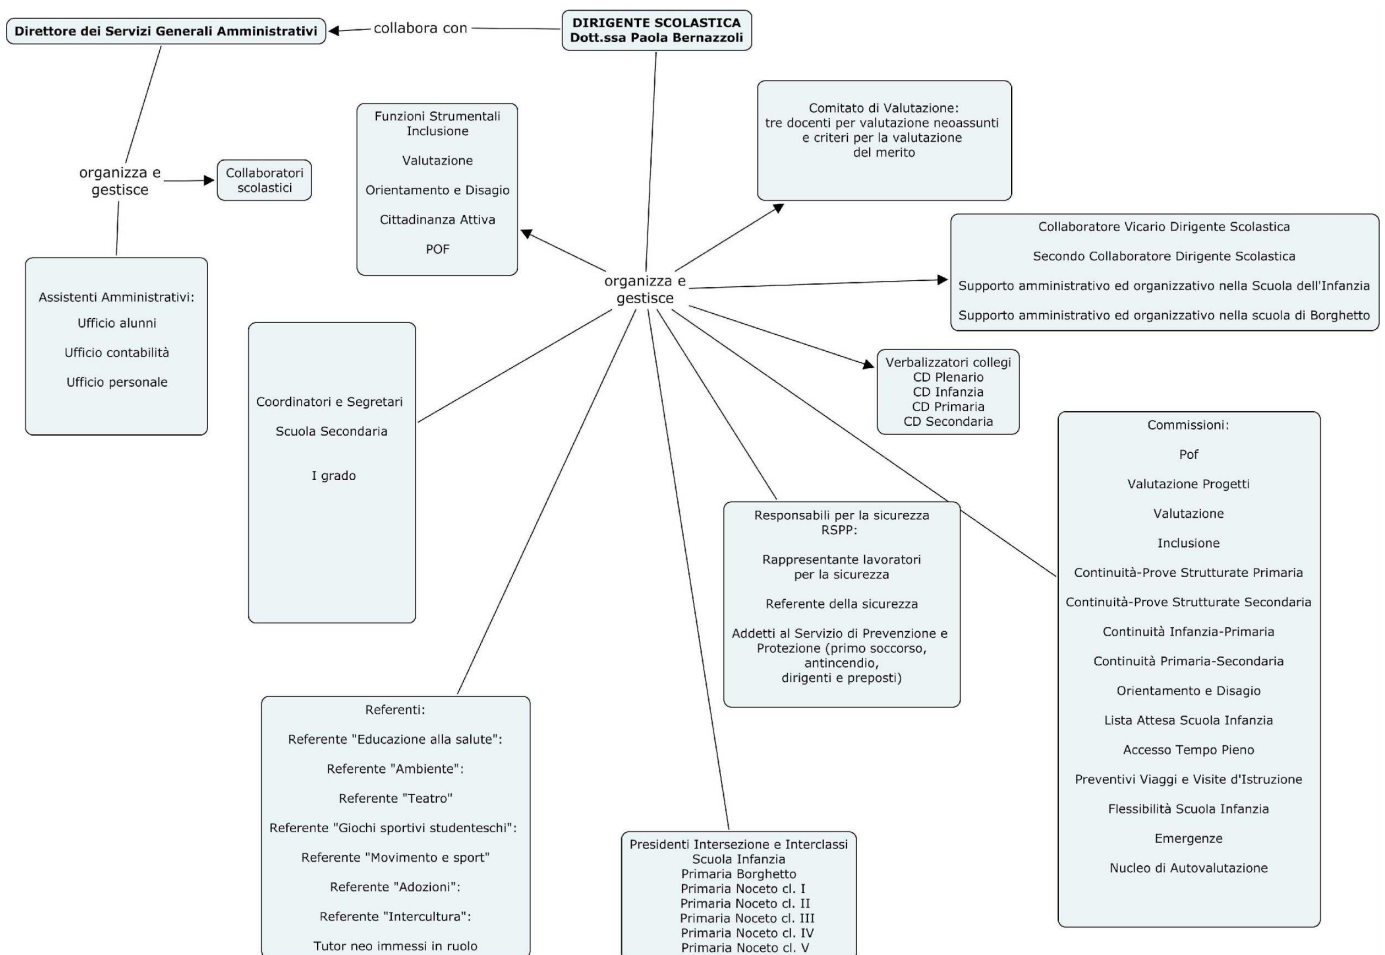 Direttore dei Servizi Generali Amministrativi
collabora con
DIRIGENTE SCOLASTICA
Dott.ssa Paola Bernazzoli
organizza e
gestisce
Collaboratori
scolastici
Assistenti Amministrativi:
Ufficio alunni
Ufficio contabilità
Ufficio personale
Funzioni Strumentali
Inclusione
Valutazione
Orientamento e Disagio
Cittadinanza Attiva
POF
Comitato di Valutazione:
tre docenti per valutazione neoassunti
e criteri per la valutazione
del merito
organizza e
gestisce
Collaboratore Vicario Dirigente Scolastica
Secondo Collaboratore Dirigente Scolastica
Supporto amministrativo ed organizzativo nella Scuola dell'Infanzia
Supporto amministrativo ed organizzativo nella scuola di Borghetto
Verbalizzatori collegi
CD Plenario
CD Infanzia
CD Primaria
CD Secondaria
Coordinatori e Segretari
Scuola Secondaria
I grado
Responsabili per la sicurezza
RSPP:
Rappresentante lavoratori
per la sicurezza
Referente della sicurezza
Addetti al Servizio di Prevenzione e
Protezione (primo soccorso,
antincendio,
dirigenti e preposti)
Commissioni:
Pof
Valutazione Progetti
Valutazione
Inclusione
Continuità-Prove Strutturate Primaria
Continuità-Prove Strutturate Secondaria
Continuità Infanzia-Primaria
Continuità Primaria-Secondaria
Orientamento e Disagio
Lista Attesa Scuola Infanzia
Accesso Tempo Pieno
Preventivi Viaggi e Visite d'Istruzione
Flessibilità Scuola Infanzia
Emergenze
Nucleo di Autovalutazione
Referenti:
Referente "Educazione alla salute":
Referente "Ambiente":
Referente "Teatro"
Referente "Giochi sportivi studenteschi":
Referente "Movimento e sport"
Referente "Adozioni":
Referente "Intercultura":
Tutor neo immessi in ruolo
Presidenti Intersezione e Interclassi
Scuola Infanzia
Primaria Borghetto
Primaria Noceto cl. I
Primaria Noceto cl. II
Primaria Noceto cl. III
Primaria Noceto cl. IV
Primaria Noceto cl. V